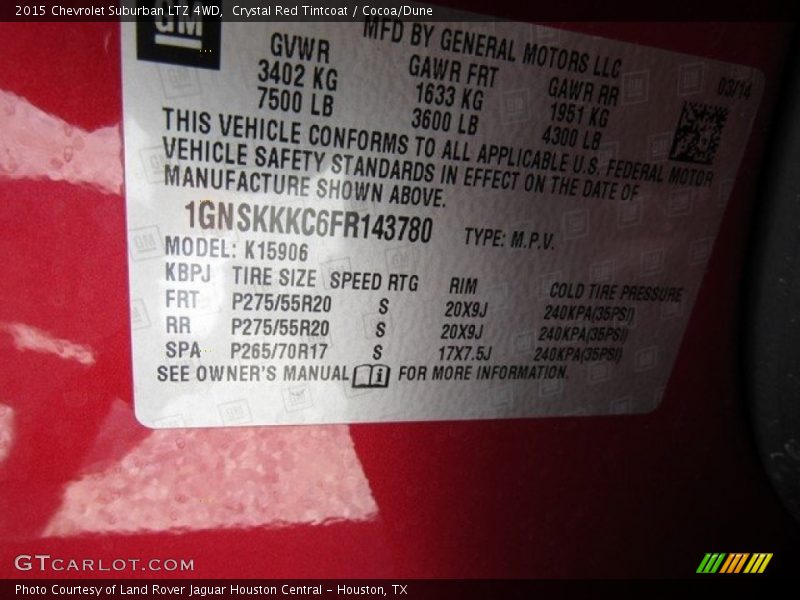 2015 Chevrolet Suburban LTZ 4WD, Crystal Red Tintcoat / Cocoa/Dune
GM
MFD BY GENERAL MOTORS LLC
03/14
GVWR GAWR FRT GAWR RR
3402 KG 1633 KG 1951 KG
7500 LB 3600 LB 4300 LB
THIS VEHICLE CONFORMS TO ALL APPLICABLE U.S. FEDERAL MOTOR
VEHICLE SAFETY STANDARDS IN EFFECT ON THE DATE OF
MANUFACTURE SHOWN ABOVE.
1GNSKKKC6FR143780 TYPE: M.P.V.
MODEL: K15906
KBPJ TIRE SIZE SPEED RTG RIM COLD TIRE PRESSURE
FRT P275/55R20 S 20X9J 240KPA(35PSI)
RR P275/55R20 S 20X9J 240KPA(35PSI)
SPA P265/70R17 S 17X7.5J 240KPA(35PSI)
SEE OWNER'S MANUAL FOR MORE INFORMATION.
GTCARLOT.COM
Photo Courtesy of Land Rover Jaguar Houston Central - Houston, TX